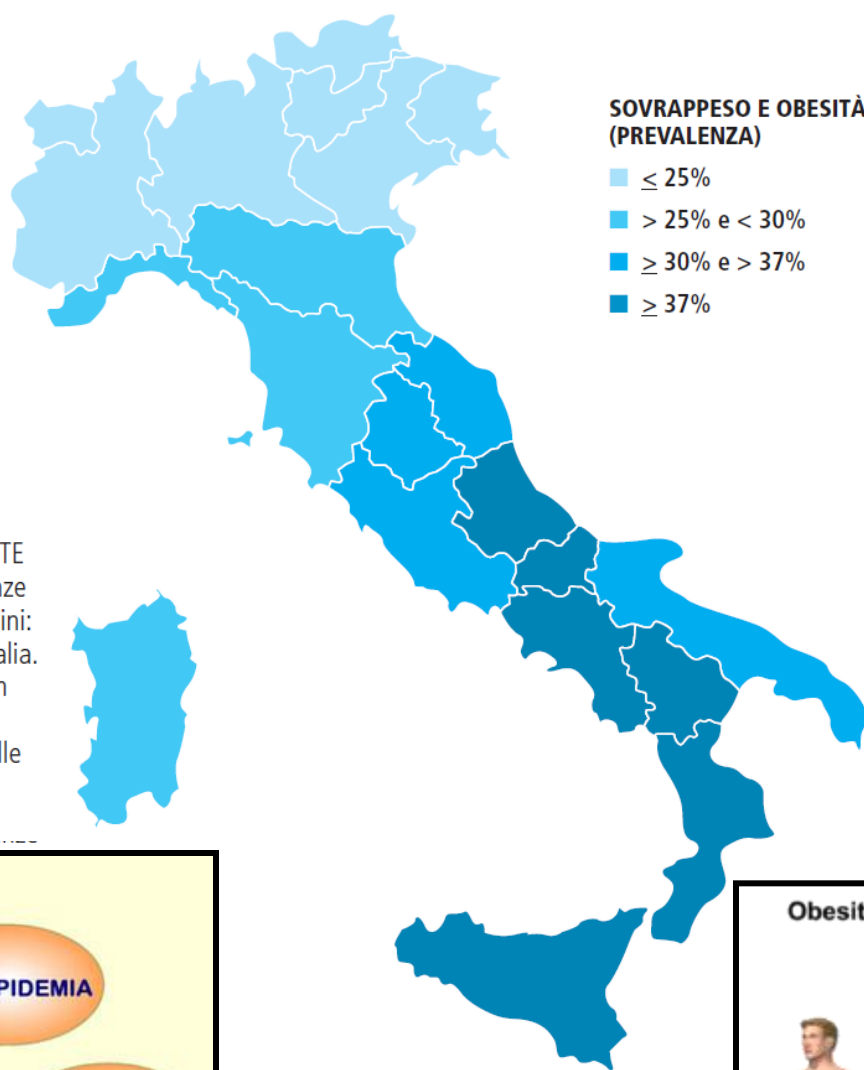 SOVRAPPESO E OBESITÀ
(PREVALENZA)
≤ 25%
> 25% e < 30%
≥ 30% e > 37%
≥ 37%
TE
ze
ini:
alia.
n
lle
PIDEMIA
Obesit